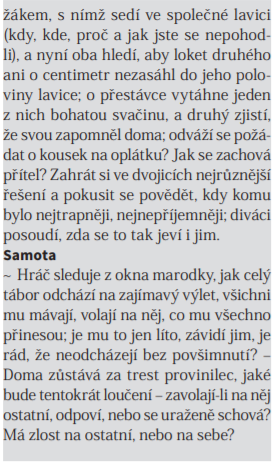 žákem, s nímž sedí ve společné lavici
(kdy, kde, proč a jak jste se nepohod-
li), a nyní oba hledí, aby loket druhého
ani o centimetr nezasáhl do jeho polo-
viny lavice; o přestávce vytáhne jeden
z nich bohatou svačinu, a druhý zjistí,
že svou zapomněl doma; odváží se požá-
dat o kousek na oplátku? Jak se zachová
přítel? Zahrát si ve dvojicích nejrůznější
řešení a pokusit se povědět, kdy komu
bylo nejtrapněji, nejnepříjemněji; diváci
posoudí, zda se to tak jeví i jim.
Samota
~ Hráč sleduje z okna marodky, jak celý
tábor odchází na zajímavý výlet, všichni
mu mávají, volají na něj, co mu všechno
přinesou; je mu to jen líto, závidí jim, je
rád, že neodcházejí bez povšimnutí? –
Doma zůstává za trest provinilec, jaké
bude tentokrát loučení – zavolají-li na něj
ostatní, odpoví, nebo se uraženě schová?
Má zlost na ostatní, nebo na sebe?